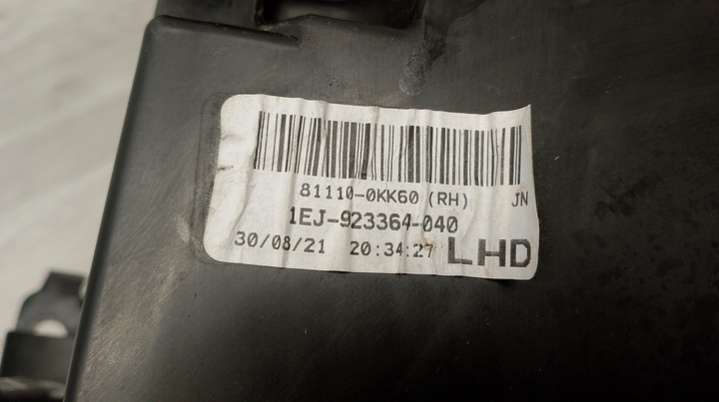 81110-0KK60 (RH) JN
1EJ-923364-040
30/08/21 20:34:27 LHD